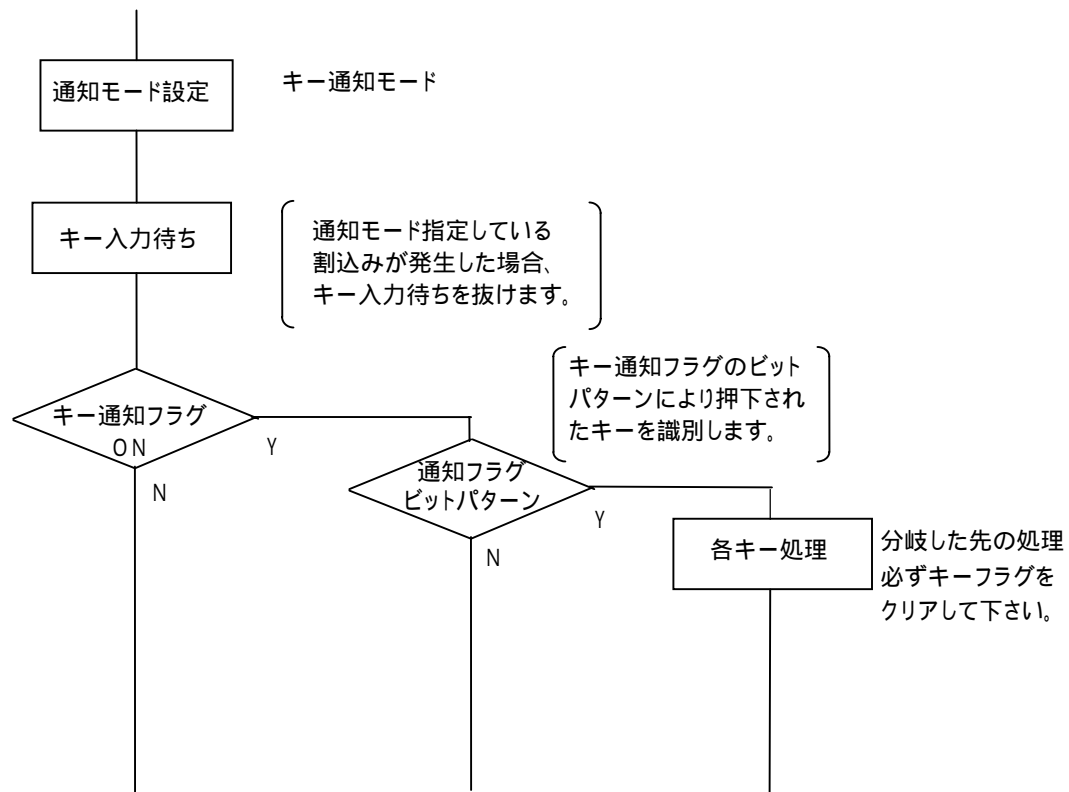 通知モード設定
キー通知モード
キー入力待ち
通知モード指定している
割込みが発生した場合、
キー入力待ちを抜けます。
キー通知フラグ
ON
Y
N
キー通知フラグのビット
パターンにより押下され
たキーを識別します。
通知フラグ
ビットパターン
Y
N
各キー処理
分岐した先の処理
必ずキーフラグを
クリアして下さい。